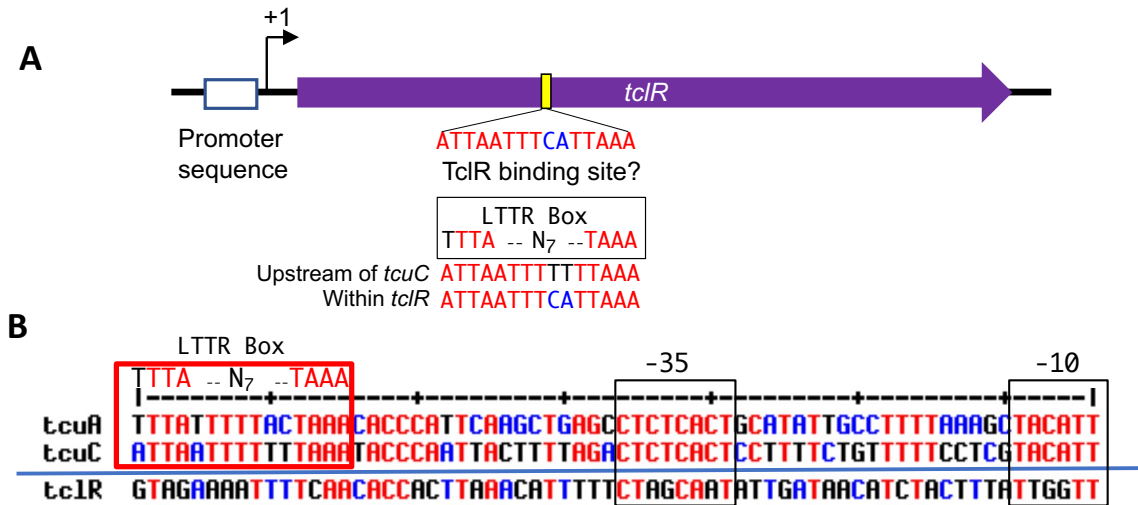 A
+1
tclR
Promoter
sequence
ATTAATTTCATTAAA
TclR binding site?
LTTR Box
TTTA -- N₇ --TAAA
Upstream of tcuC ATTAATTTTTTTAAA
Within tclR ATTAATTTCATTAAA
B
LTTR Box
-35
-10
TTTA -- N₇ --TAAA
tcuA TTTATTTTTACTAAACACCCATTCAAGCTGAGCCTCTCACTGCATATTGCCTTTTAAAGCTACATT
tcuC ATTAATTTTTTTAAATACCCAATTACTTTTAGACTCTCACTCCTTTTCTGTTTTTCCTCGTACATT
tclR GTAGAAAATTTTCAACACCACTTAAACATTTTTCTAGCAATATTGATAACATCTACTTTATTGGTT